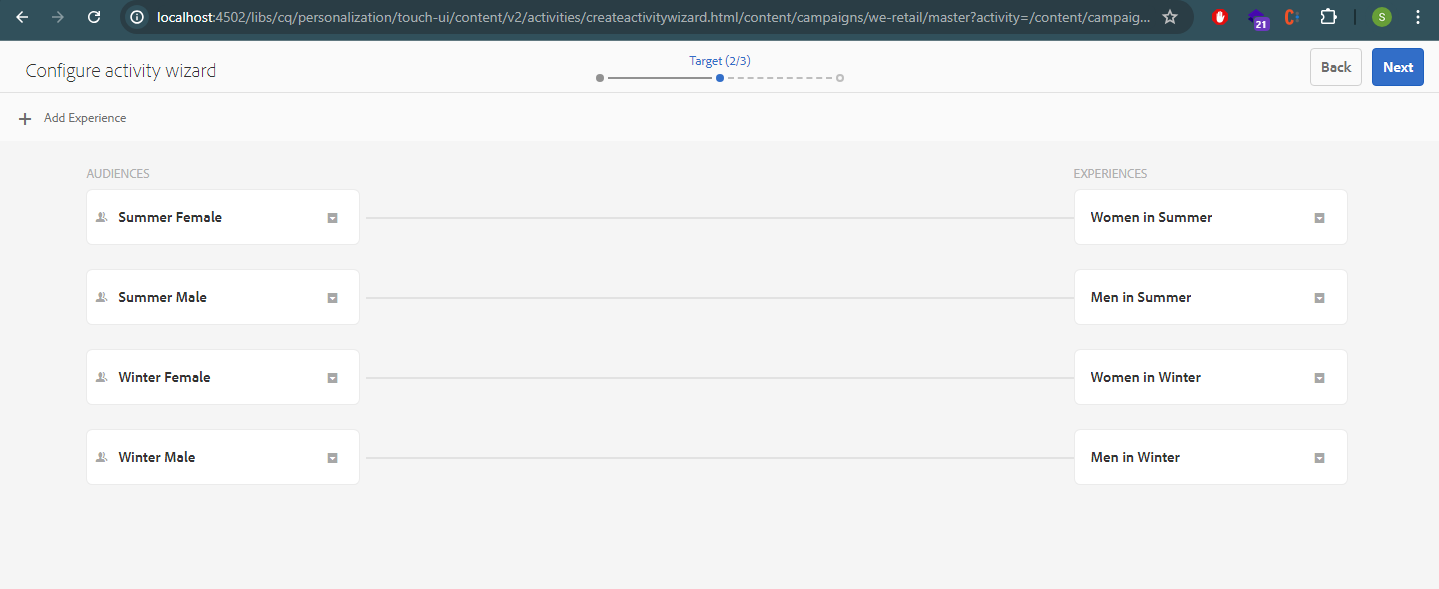 localhost:4502/libs/cq/personalization/touch-ui/content/v2/activities/createactivitywizard.html/content/campaigns/we-retail/master?activity=/content/campaig...
21
S
Configure activity wizard
Target (2/3)
Back
Next
Add Experience
AUDIENCES
EXPERIENCES
Summer Female
Women in Summer
Summer Male
Men in Summer
Winter Female
Women in Winter
Winter Male
Men in Winter